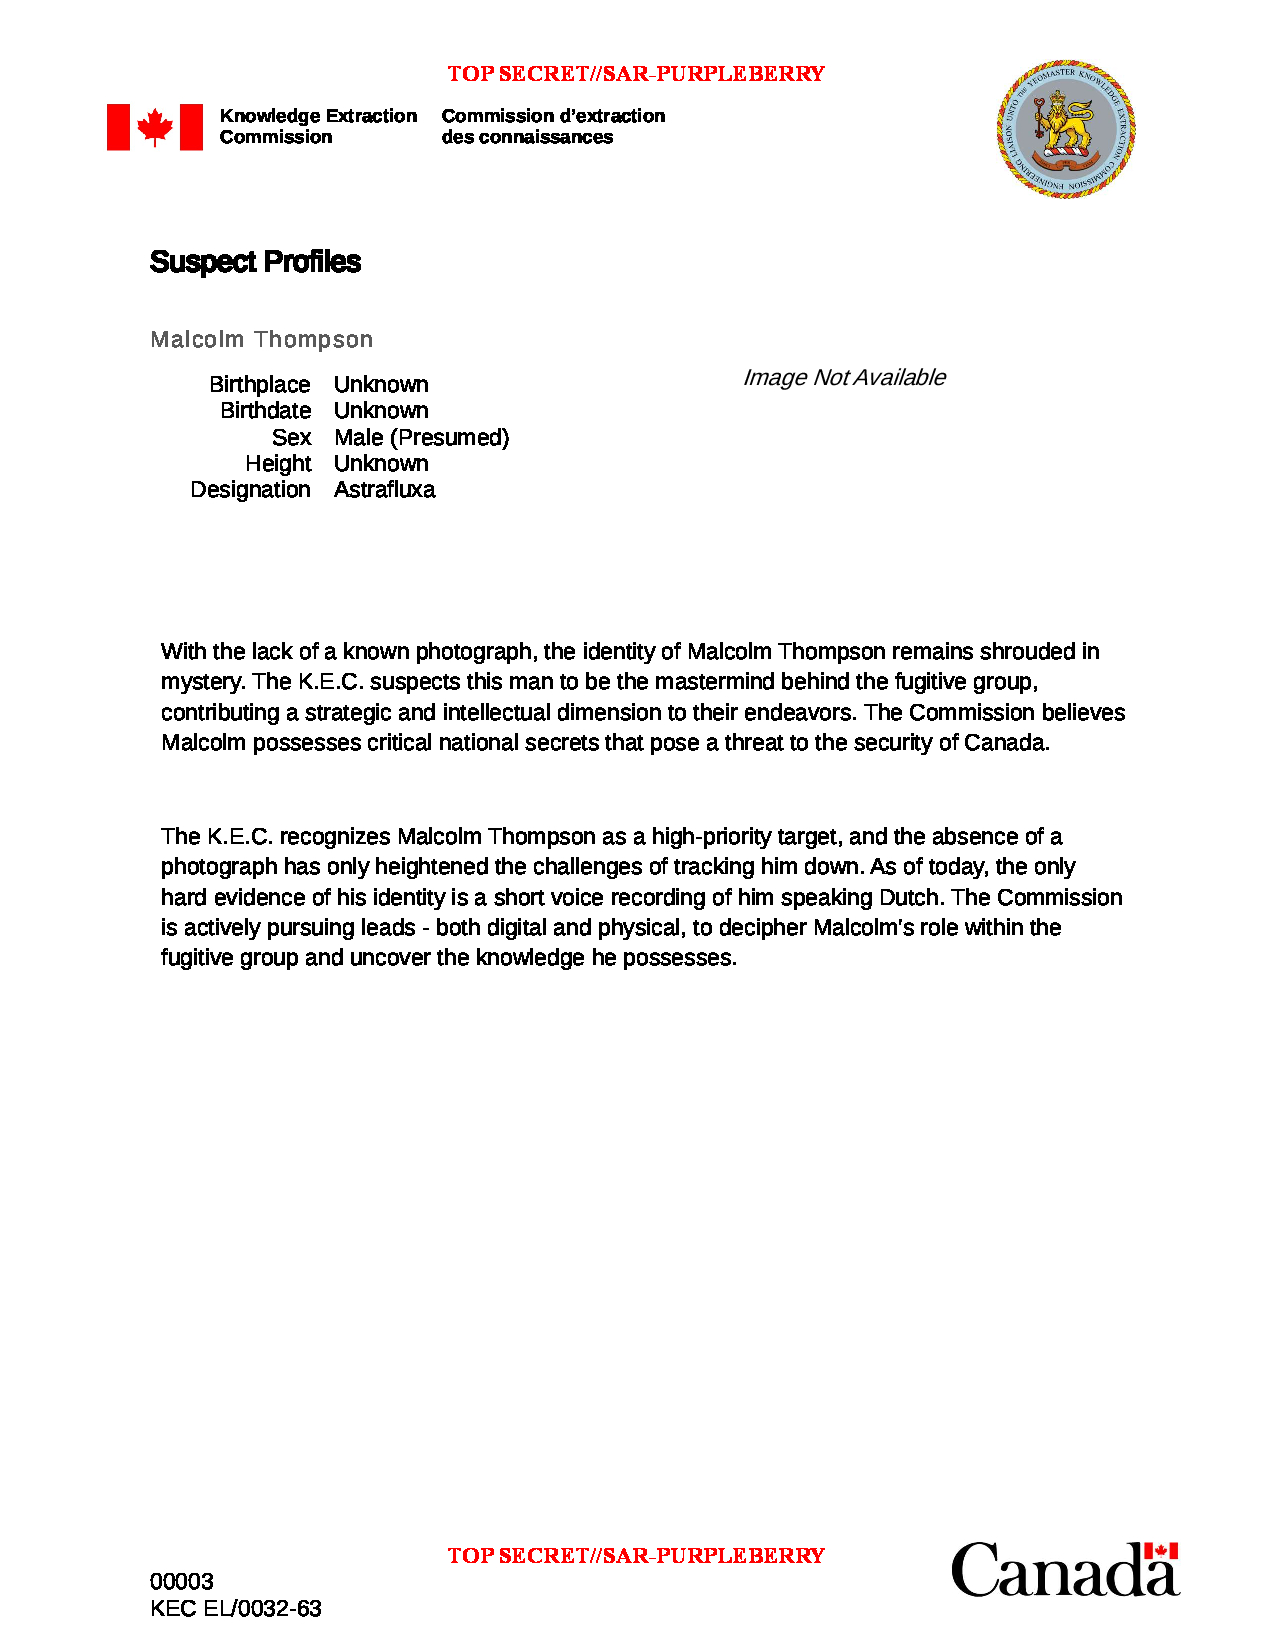 TOP SECRET//SAR-PURPLEBERRY
Knowledge Extraction Commission d'extraction
Commission des connaissances
ENGINEERING LIAISON UNTO THE YEOMASTER KNOWLEDGE EXTRACTION COMMISSION
Suspect Profiles
Malcolm Thompson
Image Not Available
Birthplace Unknown
Birthdate Unknown
Sex Male (Presumed)
Height Unknown
Designation Astrafluxa
With the lack of a known photograph, the identity of Malcolm Thompson remains shrouded in
mystery. The K.E.C. suspects this man to be the mastermind behind the fugitive group,
contributing a strategic and intellectual dimension to their endeavors. The Commission believes
Malcolm possesses critical national secrets that pose a threat to the security of Canada.
The K.E.C. recognizes Malcolm Thompson as a high-priority target, and the absence of a
photograph has only heightened the challenges of tracking him down. As of today, the only
hard evidence of his identity is a short voice recording of him speaking Dutch. The Commission
is actively pursuing leads - both digital and physical, to decipher Malcolm's role within the
fugitive group and uncover the knowledge he possesses.
TOP SECRET//SAR-PURPLEBERRY
Canada
00003
KEC EL/0032-63